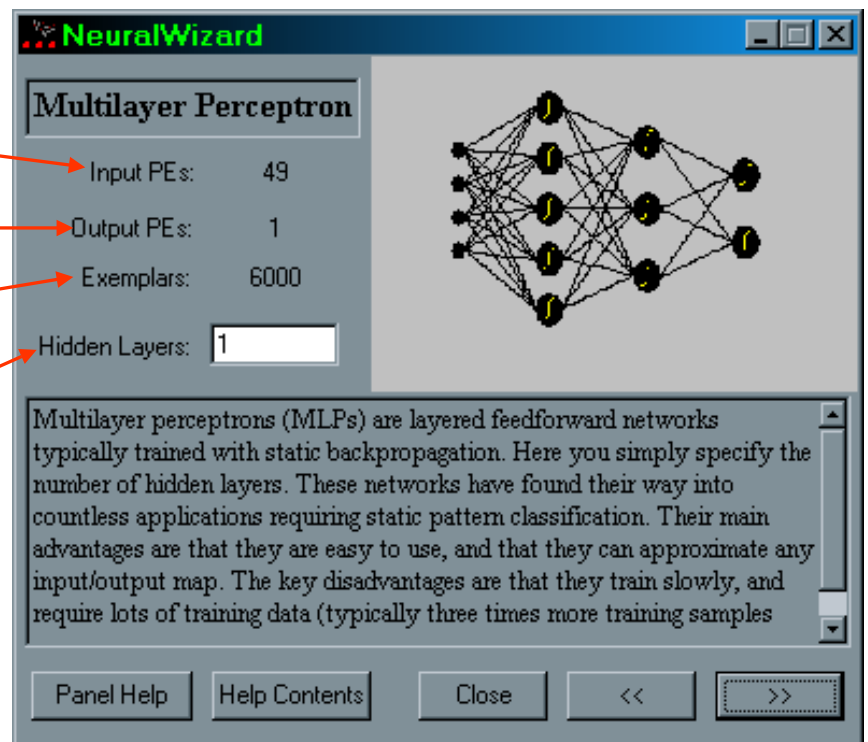 NeuralWizard
Multilayer Perceptron
Input PEs: 49
Output PEs: 1
Exemplars: 6000
Hidden Layers: 1
Multilayer perceptrons (MLPs) are layered feedforward networks
typically trained with static backpropagation. Here you simply specify the
number of hidden layers. These networks have found their way into
countless applications requiring static pattern classification. Their main
advantages are that they are easy to use, and that they can approximate any
input/output map. The key disadvantages are that they train slowly, and
require lots of training data (typically three times more training samples
Panel Help Help Contents Close << >>